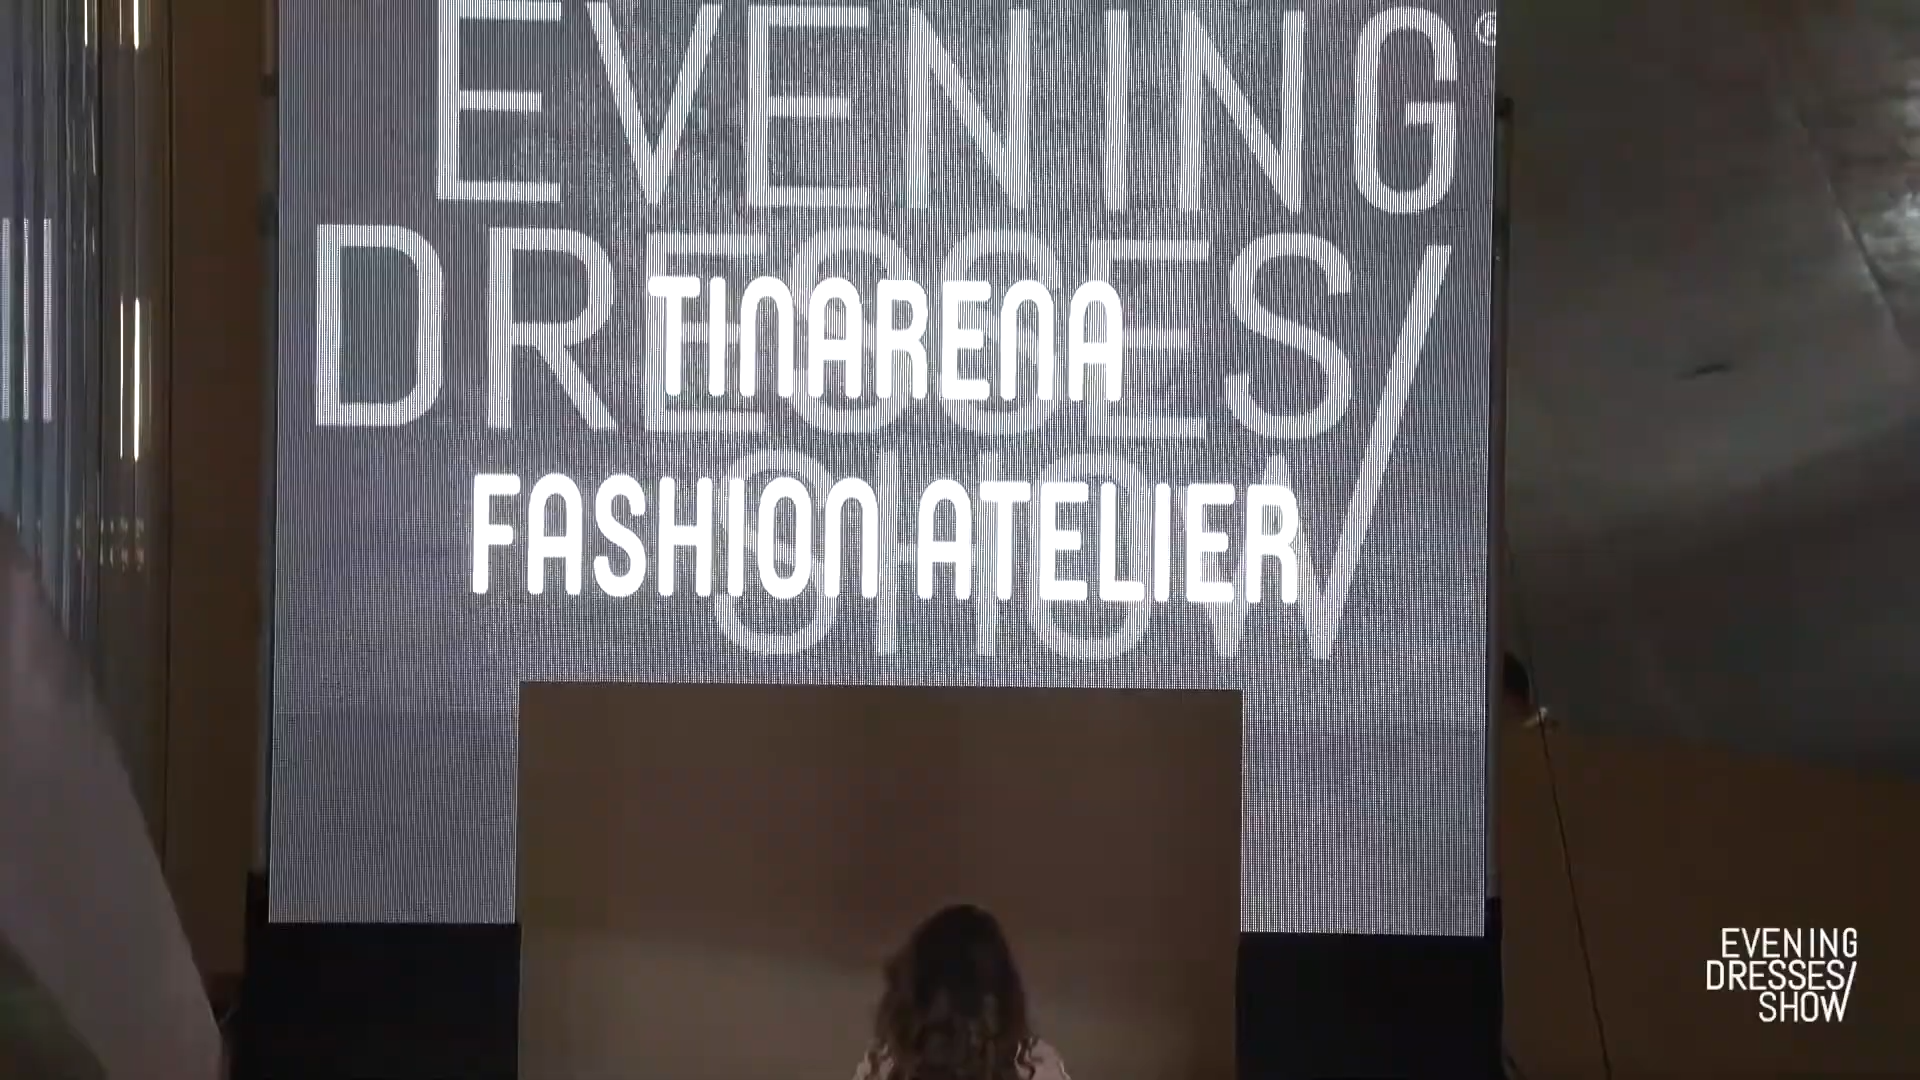 EVENING®
DRESSES/
SHOW
TINARENA
FASHION ATELIER
EVENING
DRESSES/
SHOW